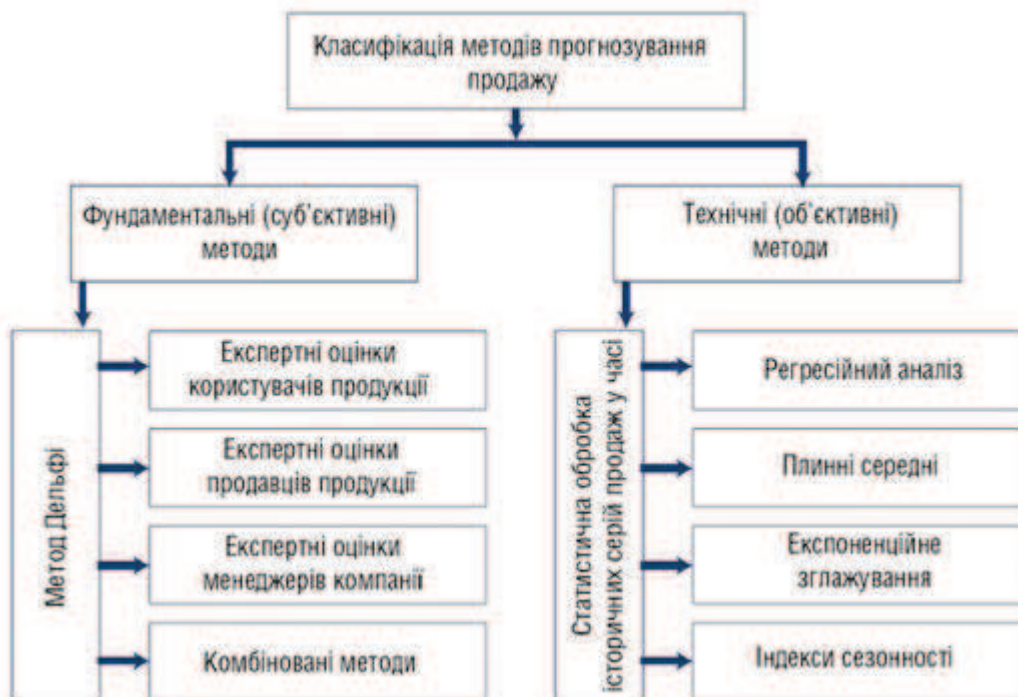 Класифікація методів прогнозування
продажу
Фундаментальні (суб'єктивні)
методи
Технічні (об'єктивні)
методи
Метод Дельфі
Експертні оцінки
користувачів продукції
Експертні оцінки
продавців продукції
Експертні оцінки
менеджерів компанії
Комбіновані методи
Статистична обробка
історичних серій продаж у часі
Регресійний аналіз
Плинні середні
Експоненційне
зглажування
Індекси сезонності